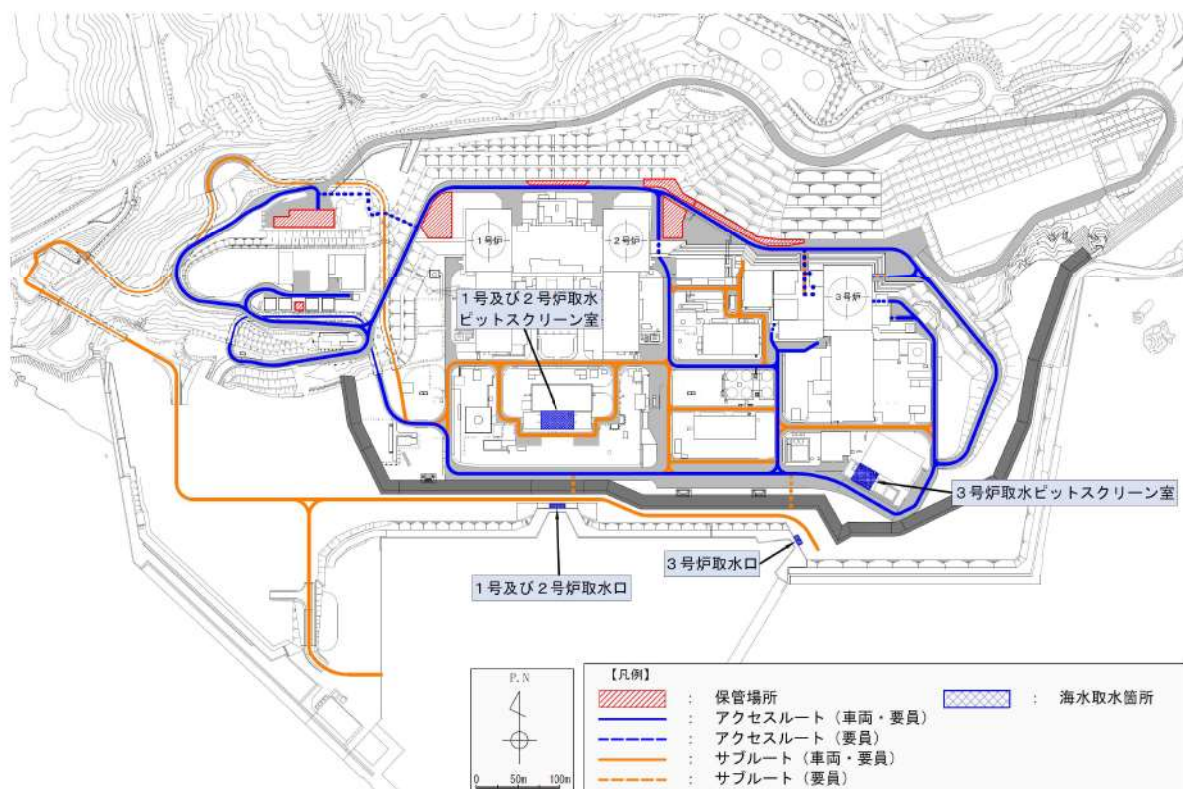 1号炉
2号炉
3号炉
1号及び2号炉取水
ピットスクリーン室
3号炉取水ピットスクリーン室
3号炉取水口
1号及び2号炉取水口
P.N
0 50m 100m
【凡例】
: 保管場所
: 海水取水箇所
: アクセスルート（車両・要員）
: アクセスルート（要員）
: サブルート（車両・要員）
: サブルート（要員）